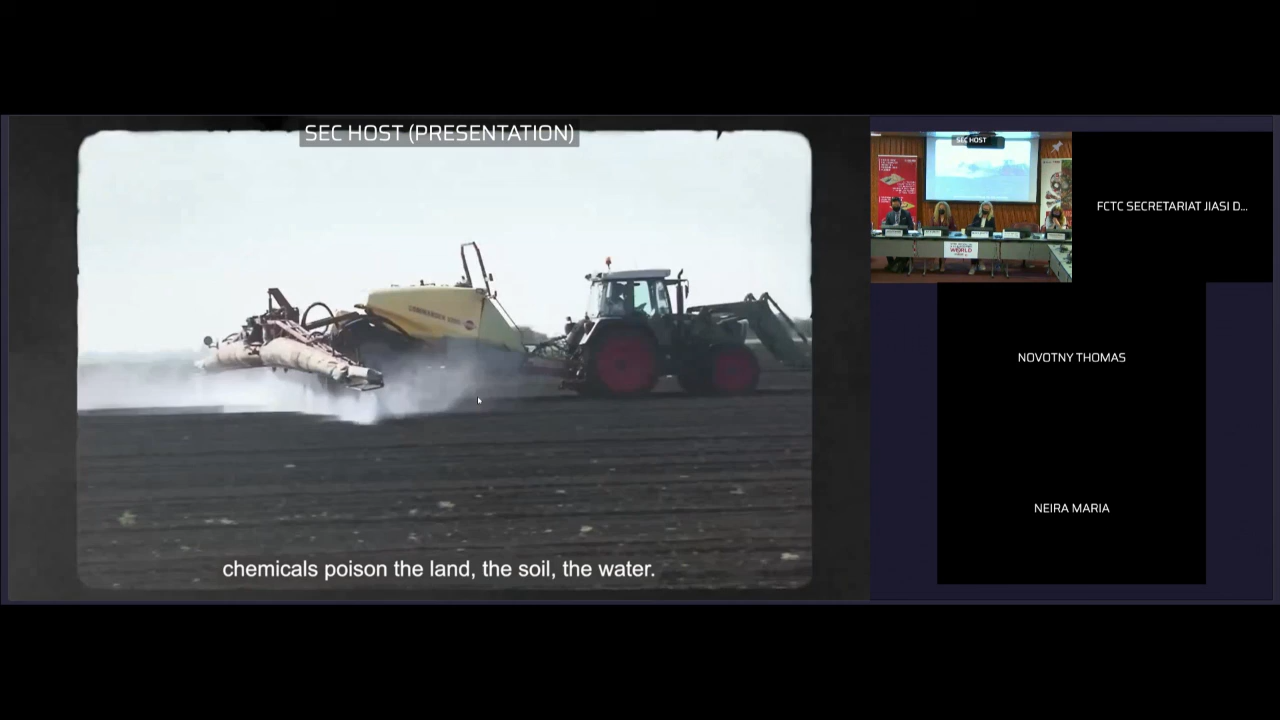 SEC HOST (PRESENTATION)
chemicals poison the land, the soil, the water.
SEC HOST
FCTC SECRETARIAT JIASI D...
WORLD
NOVOTNY THOMAS
NEIRA MARIA